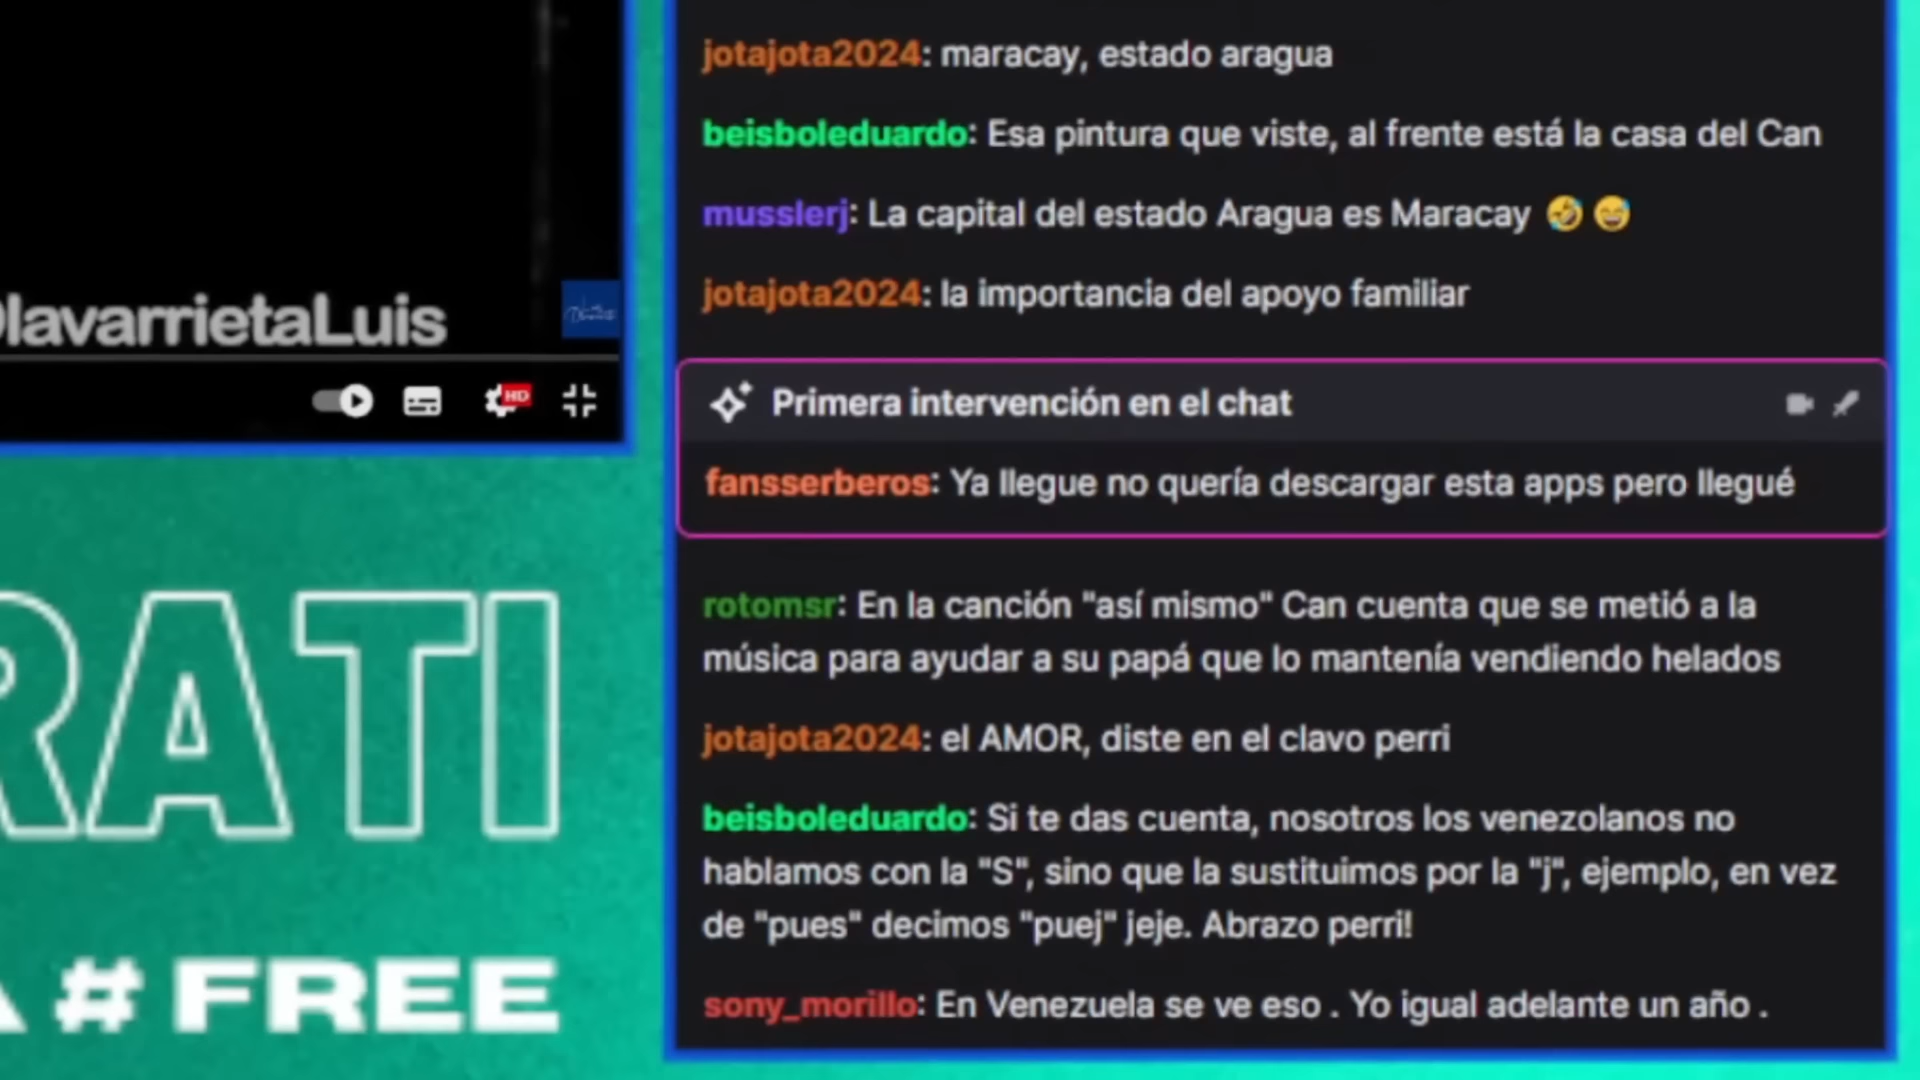 jotajota2024: maracay, estado aragua
beisboleduardo: Esa pintura que viste, al frente está la casa del Can
musslerj: La capital del estado Aragua es Maracay 🤣 😅
jotajota2024: la importancia del apoyo familiar
Primera intervención en el chat
fansserberos: Ya llegue no quería descargar esta apps pero llegué
rotomsr: En la canción "así mismo" Can cuenta que se metió a la
música para ayudar a su papá que lo mantenía vendiendo helados
jotajota2024: el AMOR, diste en el clavo perri
beisboleduardo: Si te das cuenta, nosotros los venezolanos no
hablamos con la "S", sino que la sustituimos por la "j", ejemplo, en vez
de "pues" decimos "puej" jeje. Abrazo perri!
sony_morillo: En Venezuela se ve eso . Yo igual adelante un año .
lavarrietaLuis
HD
RATI
# FREE